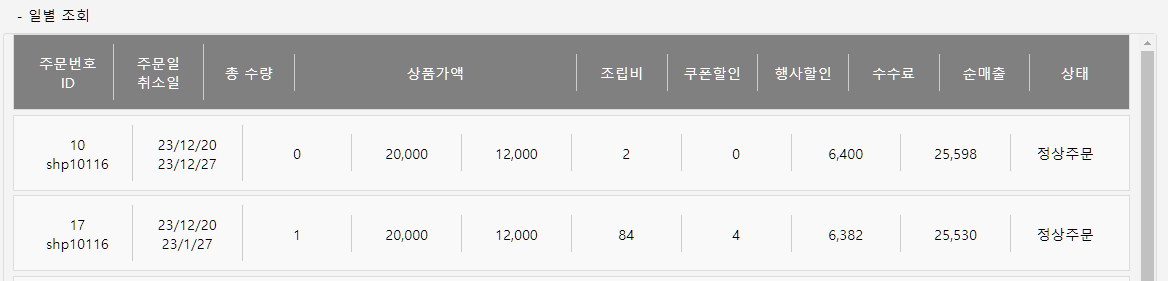 - 일별 조회
주문번호 주문일 총 수량 상품가액 조립비 쿠폰할인 행사할인 수수료 순매출 상태
ID 취소일
10 23/12/20 0 20,000 12,000 2 0 6,400 25,598 정상주문
shp10116 23/12/27
17 23/12/20 1 20,000 12,000 84 4 6,382 25,530 정상주문
shp10116 23/1/27